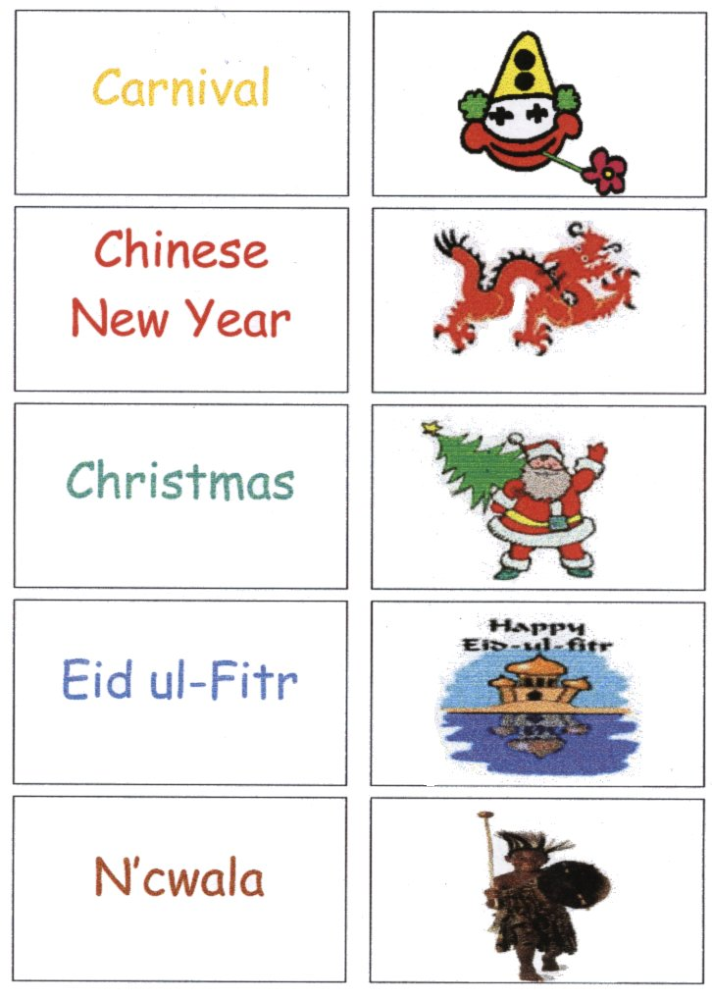 Carnival
Chinese
New Year
Christmas
Happy
Eid-ul-fitr
Eid ul-Fitr
N'cwala